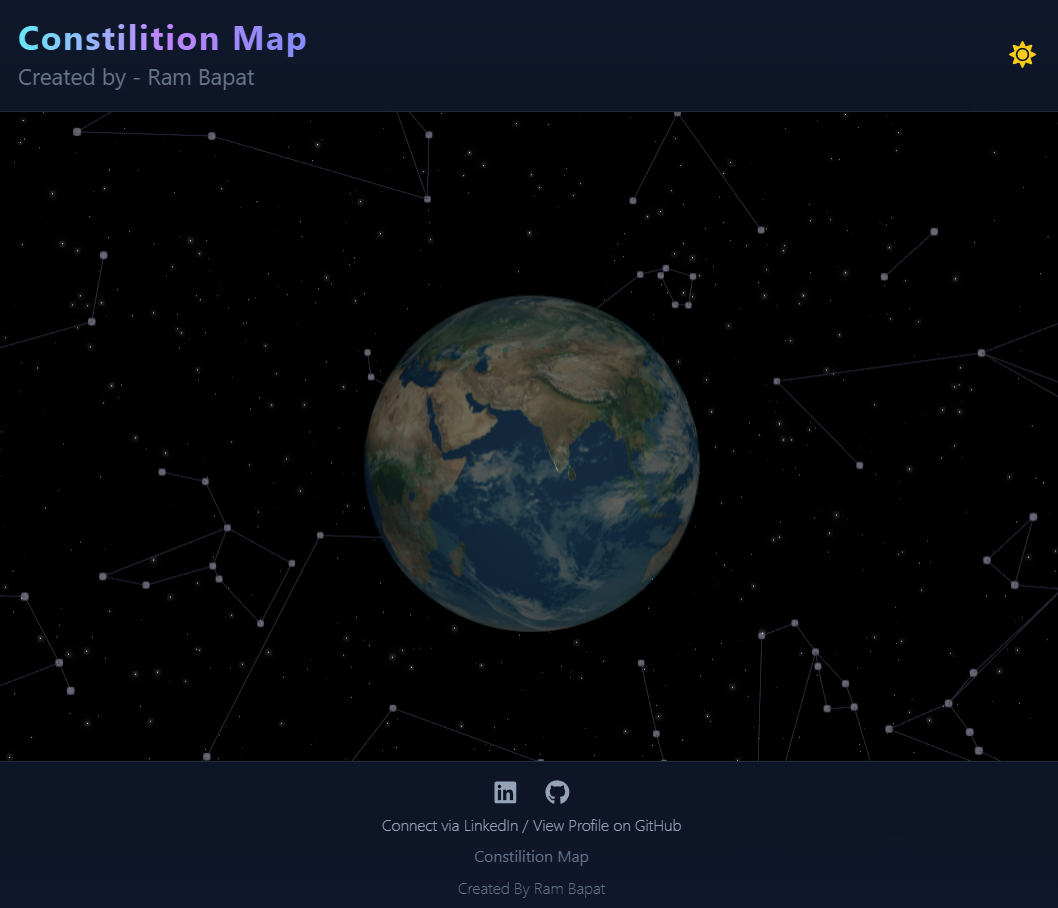 Constilition Map
Created by - Ram Bapat
in
Connect via LinkedIn / View Profile on GitHub
Constilition Map
Created By Ram Bapat